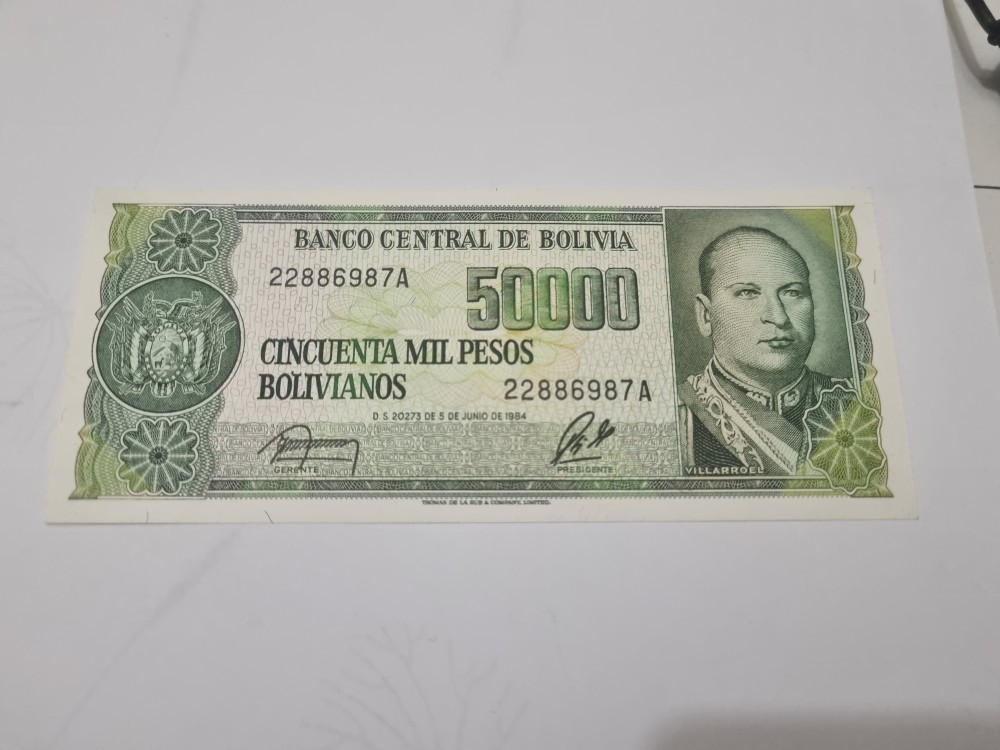 BANCO CENTRAL DE BOLIVIA
22886987A
50000
CINCUENTA MIL PESOS
BOLIVIANOS
22886987A
D.S. 20273 DE 5 DE JUNIO DE 1984
GERENTE
PRESIDENTE
VILLARROEL
THOMAS DE LA RUE & COMPANY, LIMITED.